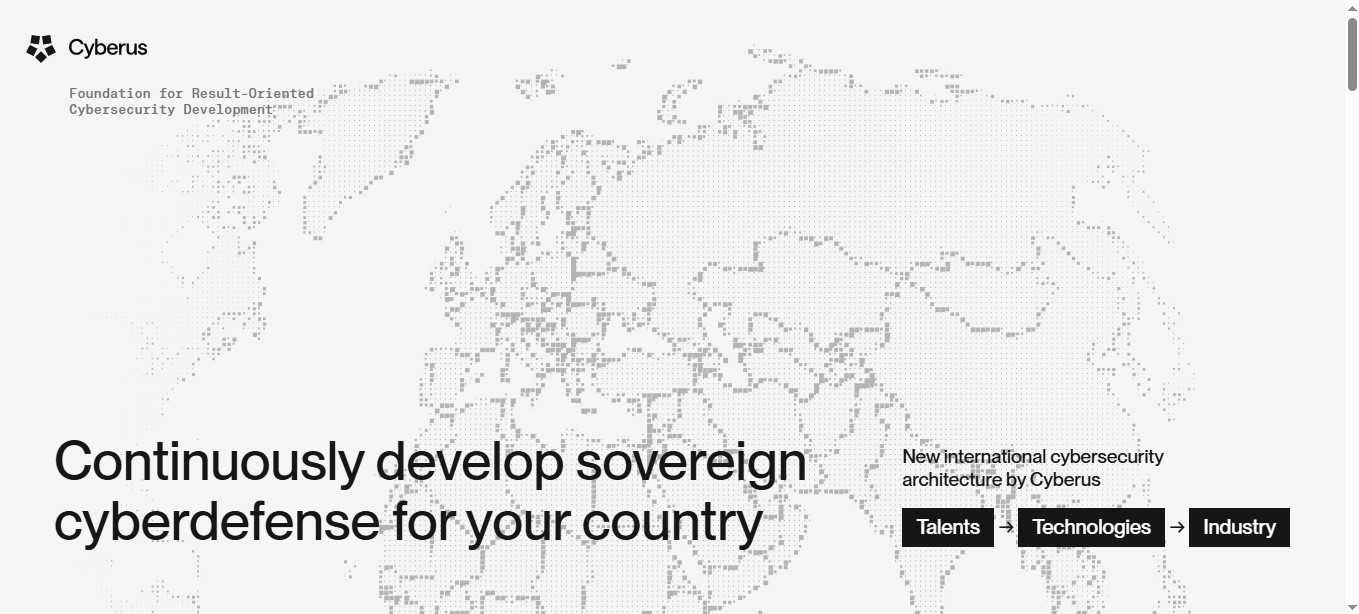 Cyberus
Foundation for Result-Oriented
Cybersecurity Development
Continuously develop sovereign
cyberdefense for your country
New international cybersecurity
architecture by Cyberus
Talents → Technologies → Industry